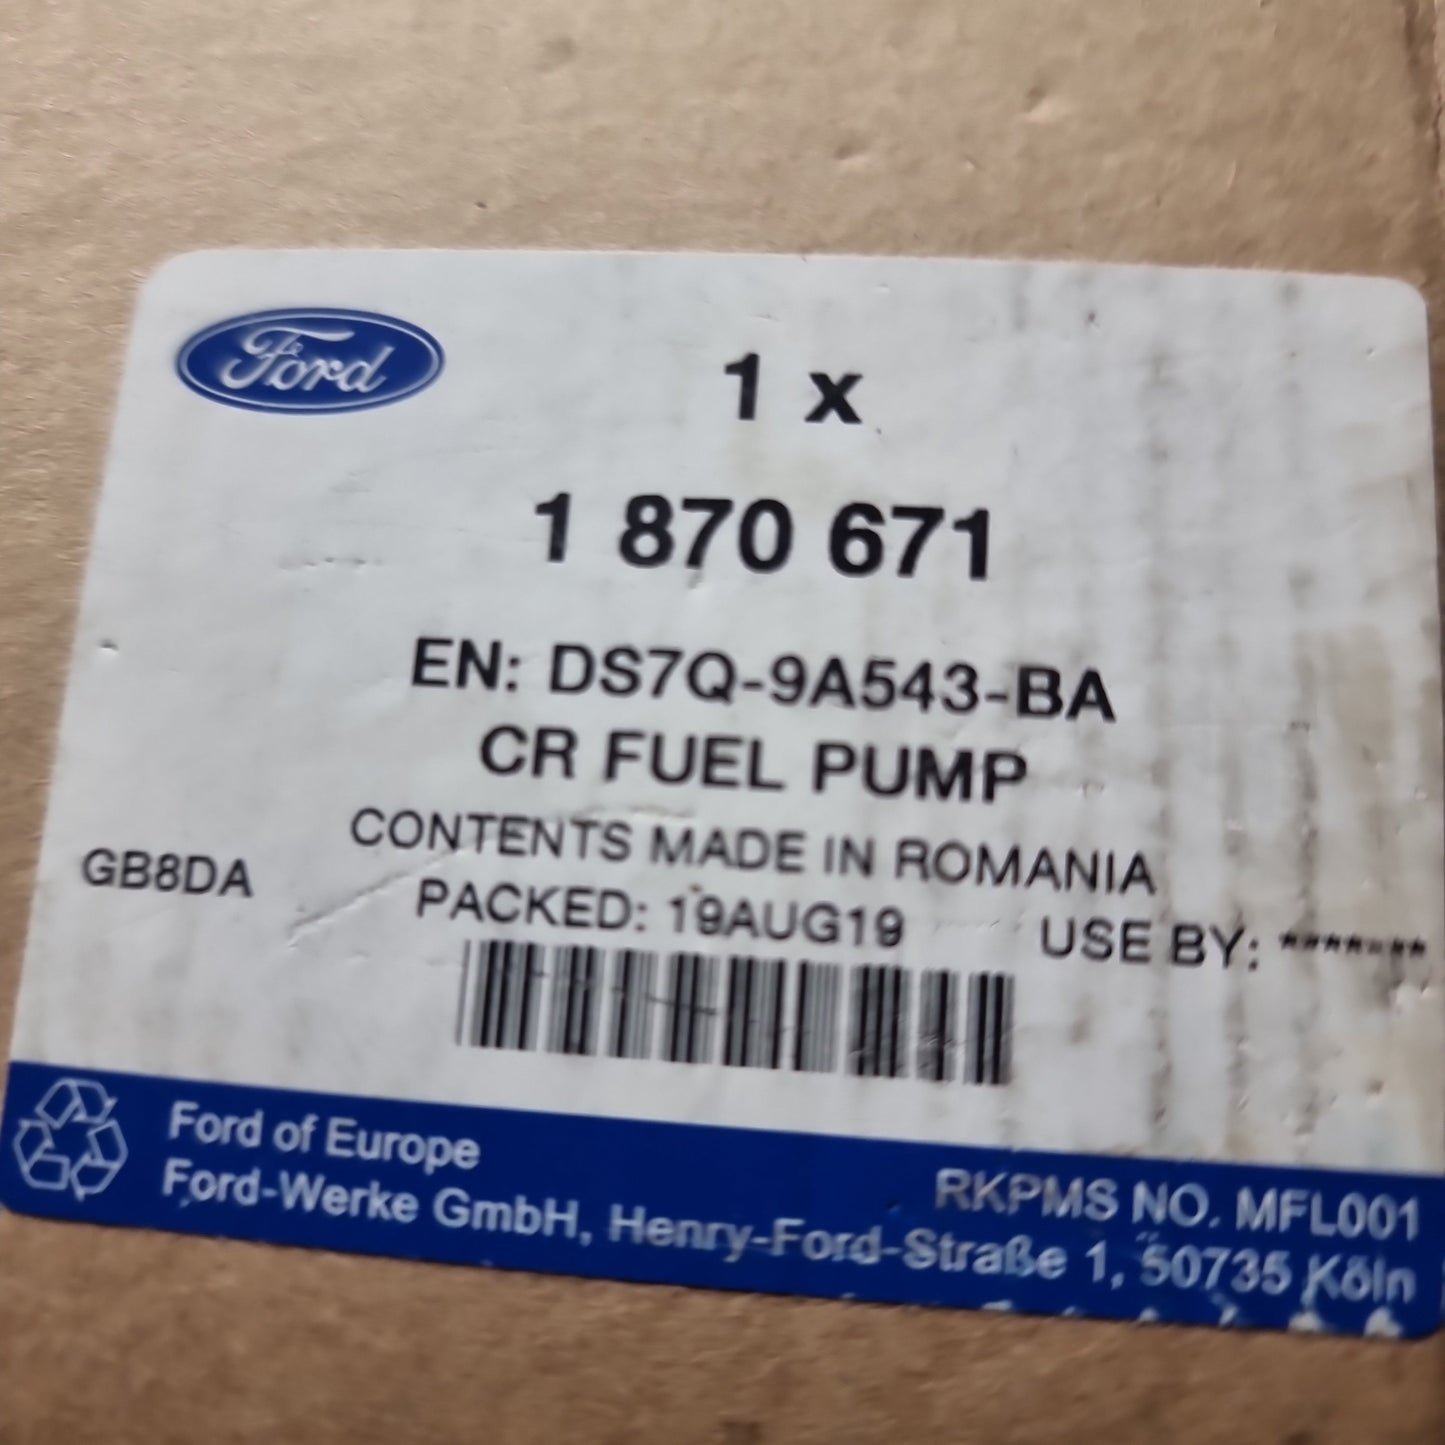 Ford
1 x
1 870 671
EN: DS7Q-9A543-BA
CR FUEL PUMP
CONTENTS MADE IN ROMANIA
GB8DA
PACKED: 19AUG19 USE BY: *******
Ford of Europe
RKPMS NO. MFL001
Ford-Werke GmbH, Henry-Ford-Straße 1, 50735 Köln